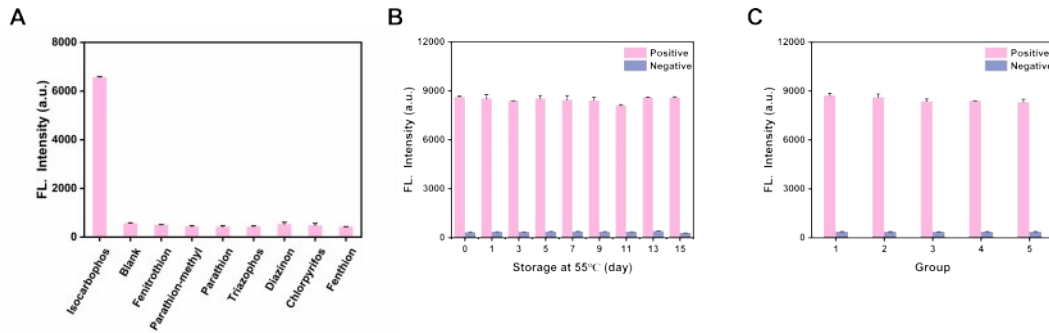 A
FL. Intensity (a.u.)
8000
6000
4000
2000
0
Isocarbophos
Blank
Fenitrothion
Parathion-methyl
Parathion
Triazophos
Diazinon
Chlorpyrifos
Fenthion
B
FL. Intensity (a.u.)
12000
9000
6000
3000
0
Positive
Negative
0 1 3 5 7 9 11 13 15
Storage at 55°C (day)
C
FL. Intensity (a.u.)
12000
9000
6000
3000
0
Positive
Negative
1 2 3 4 5
Group